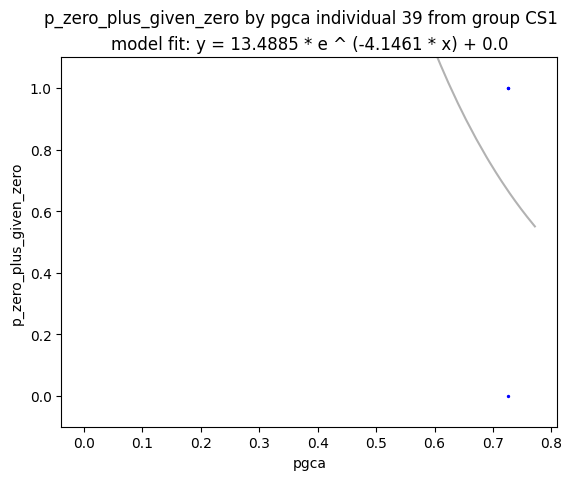 p_zero_plus_given_zero by pgca individual 39 from group CS1
model fit: y = 13.4885 * e ^ (-4.1461 * x) + 0.0
1.0
0.8
0.6
0.4
0.2
0.0
p_zero_plus_given_zero
0.0 0.1 0.2 0.3 0.4 0.5 0.6 0.7 0.8
pgca